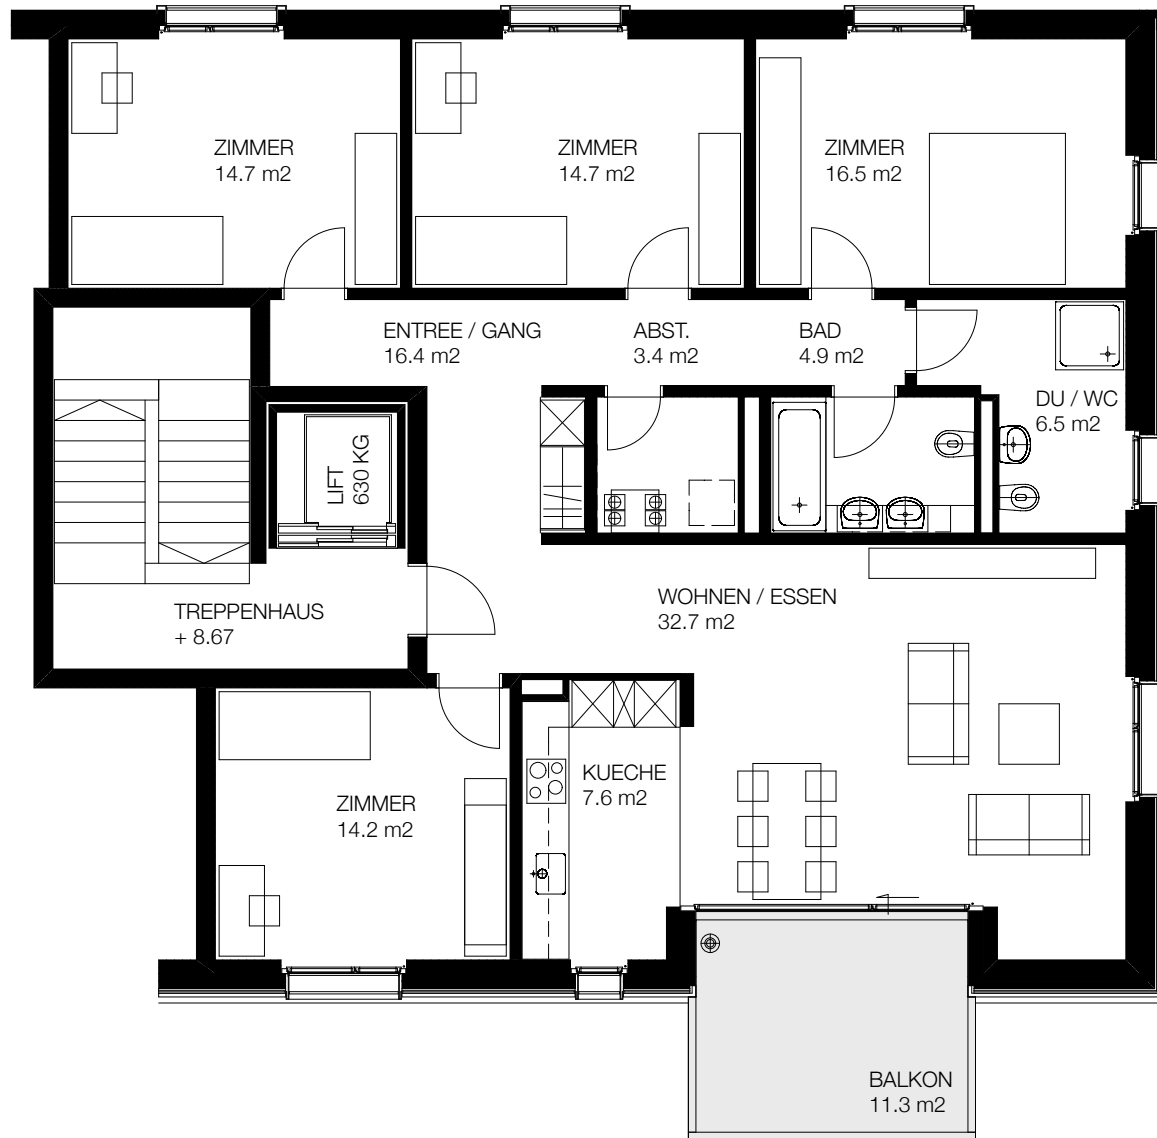 ZIMMER
14.7 m2
ZIMMER
14.7 m2
ZIMMER
16.5 m2
ENTREE / GANG
16.4 m2
ABST.
3.4 m2
BAD
4.9 m2
DU / WC
6.5 m2
LIFT
630 KG
TREPPENHAUS
+ 8.67
WOHNEN / ESSEN
32.7 m2
ZIMMER
14.2 m2
KUECHE
7.6 m2
BALKON
11.3 m2